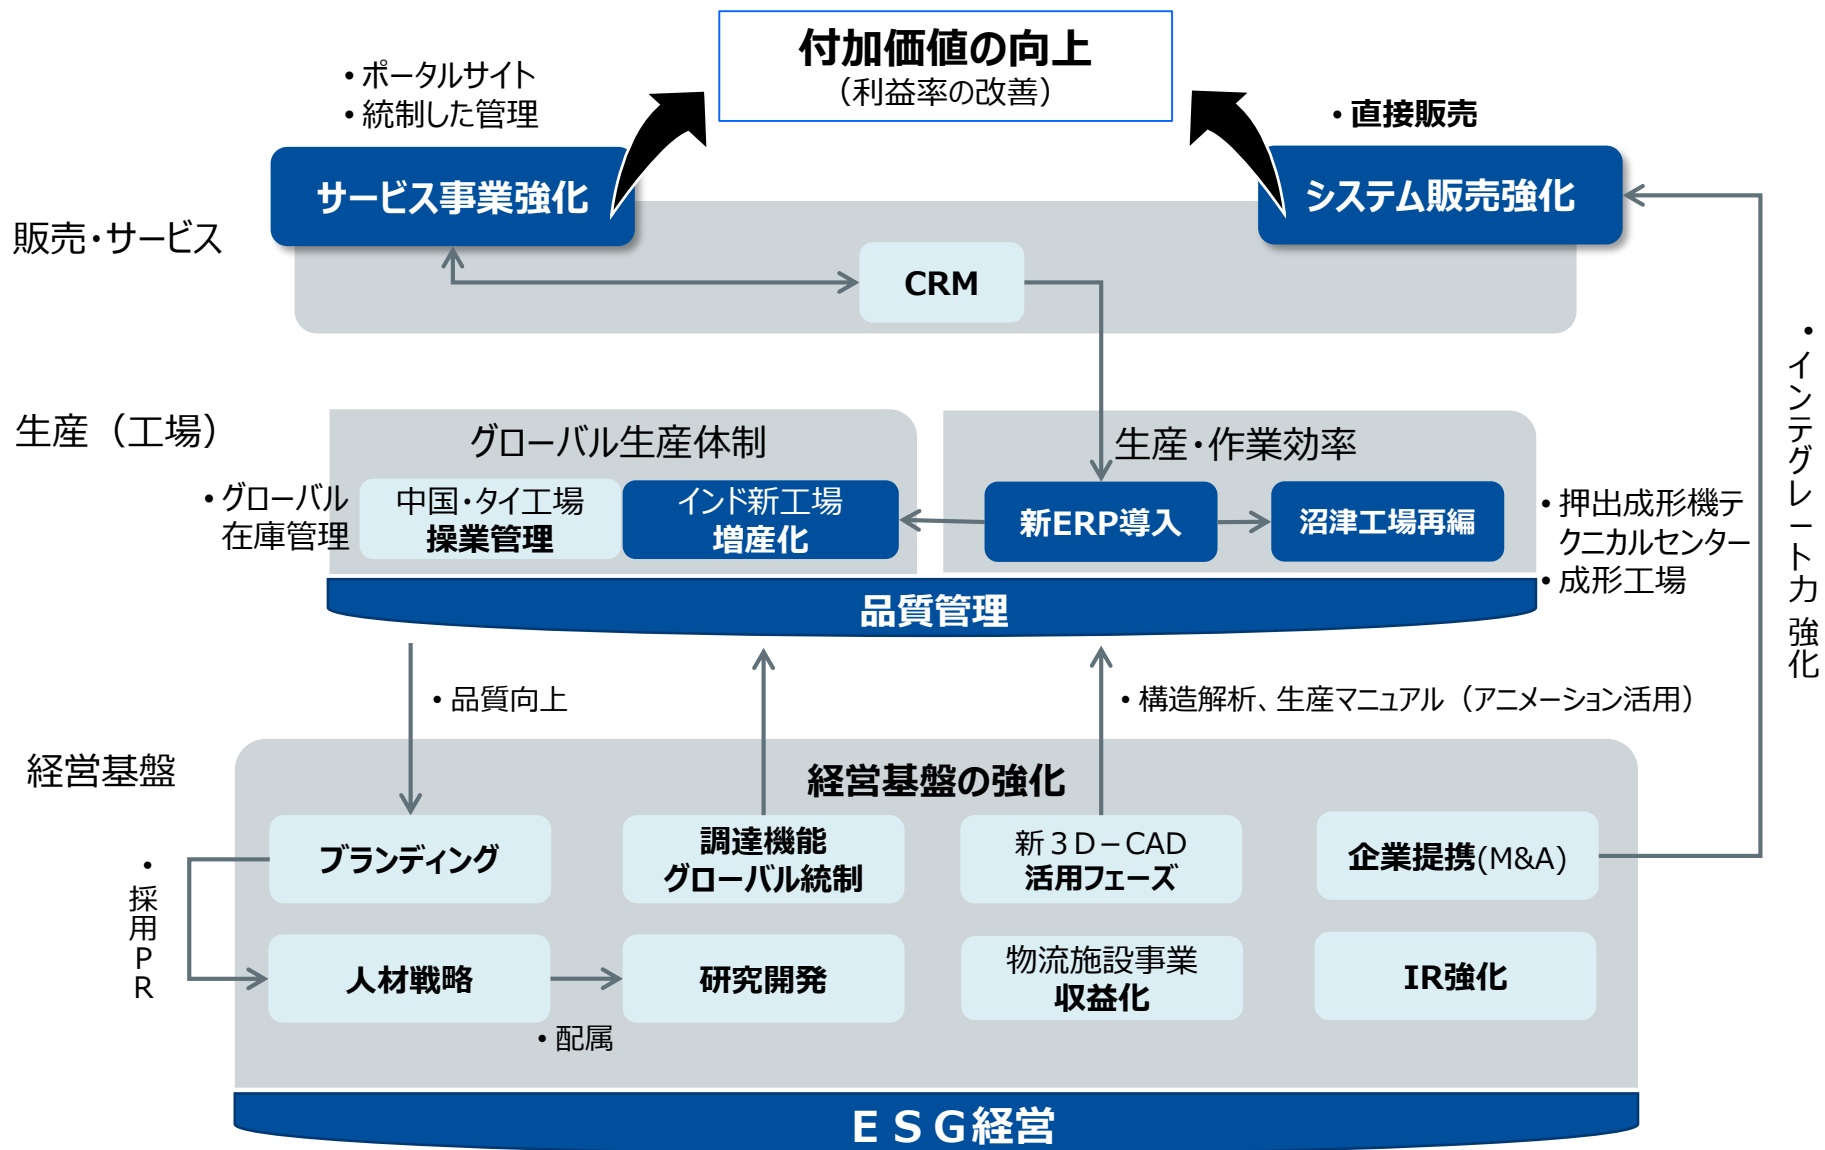 付加価値の向上
（利益率の改善）
• ポータルサイト
• 統制した管理
• 直接販売
サービス事業強化
システム販売強化
販売・サービス
CRM
• インテグレート力 強化
生産（工場）
グローバル生産体制
生産・作業効率
• グローバル
在庫管理
中国・タイ工場
操業管理
インド新工場
増産化
新ERP導入
沼津工場再編
• 押出成形機テ
クニカルセンター
• 成形工場
品質管理
• 品質向上
• 構造解析、生産マニュアル（アニメーション活用）
経営基盤
経営基盤の強化
ブランディング
調達機能
グローバル統制
新３Ｄ－CAD
活用フェーズ
企業提携(M&A)
• 採用ＰＲ
人材戦略
研究開発
物流施設事業
収益化
IR強化
• 配属
ＥＳＧ経営